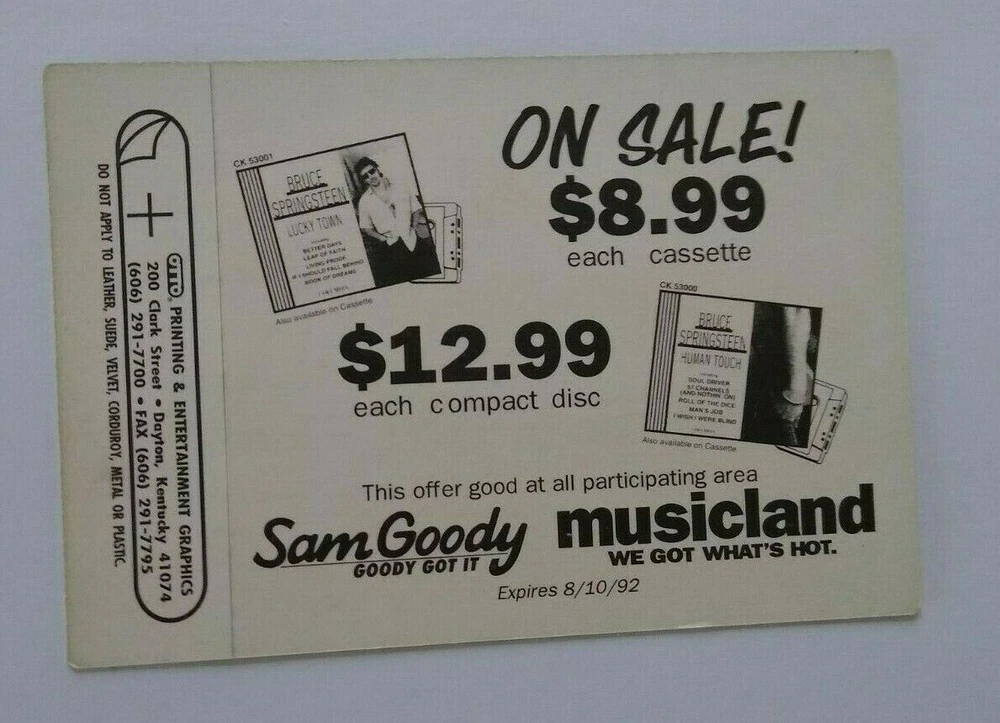 ON SALE!
$8.99
each cassette
CK 53001
BRUCE
SPRINGSTEEN
LUCKY TOWN
including
BETTER DAYS
LEAP OF FAITH
LIVING PROOF
IF I SHOULD FALL BEHIND
BOOK OF DREAMS
Also available on Cassette
$12.99
each compact disc
CK 53000
BRUCE
SPRINGSTEEN
HUMAN TOUCH
including
SOUL DRIVER
57 CHANNELS
(AND NOTHIN' ON)
ROLL OF THE DICE
MAN'S JOB
I WISH I WERE BLIND
Also available on Cassette
This offer good at all participating area
Sam Goody
GOODY GOT IT
musicland
WE GOT WHAT'S HOT.
Expires 8/10/92
OTTO PRINTING & ENTERTAINMENT GRAPHICS
200 Clark Street • Dayton, Kentucky 41074
(606) 291-7700 • FAX (606) 291-7795
DO NOT APPLY TO LEATHER, SUEDE, VELVET, CORDUROY, METAL OR PLASTIC.